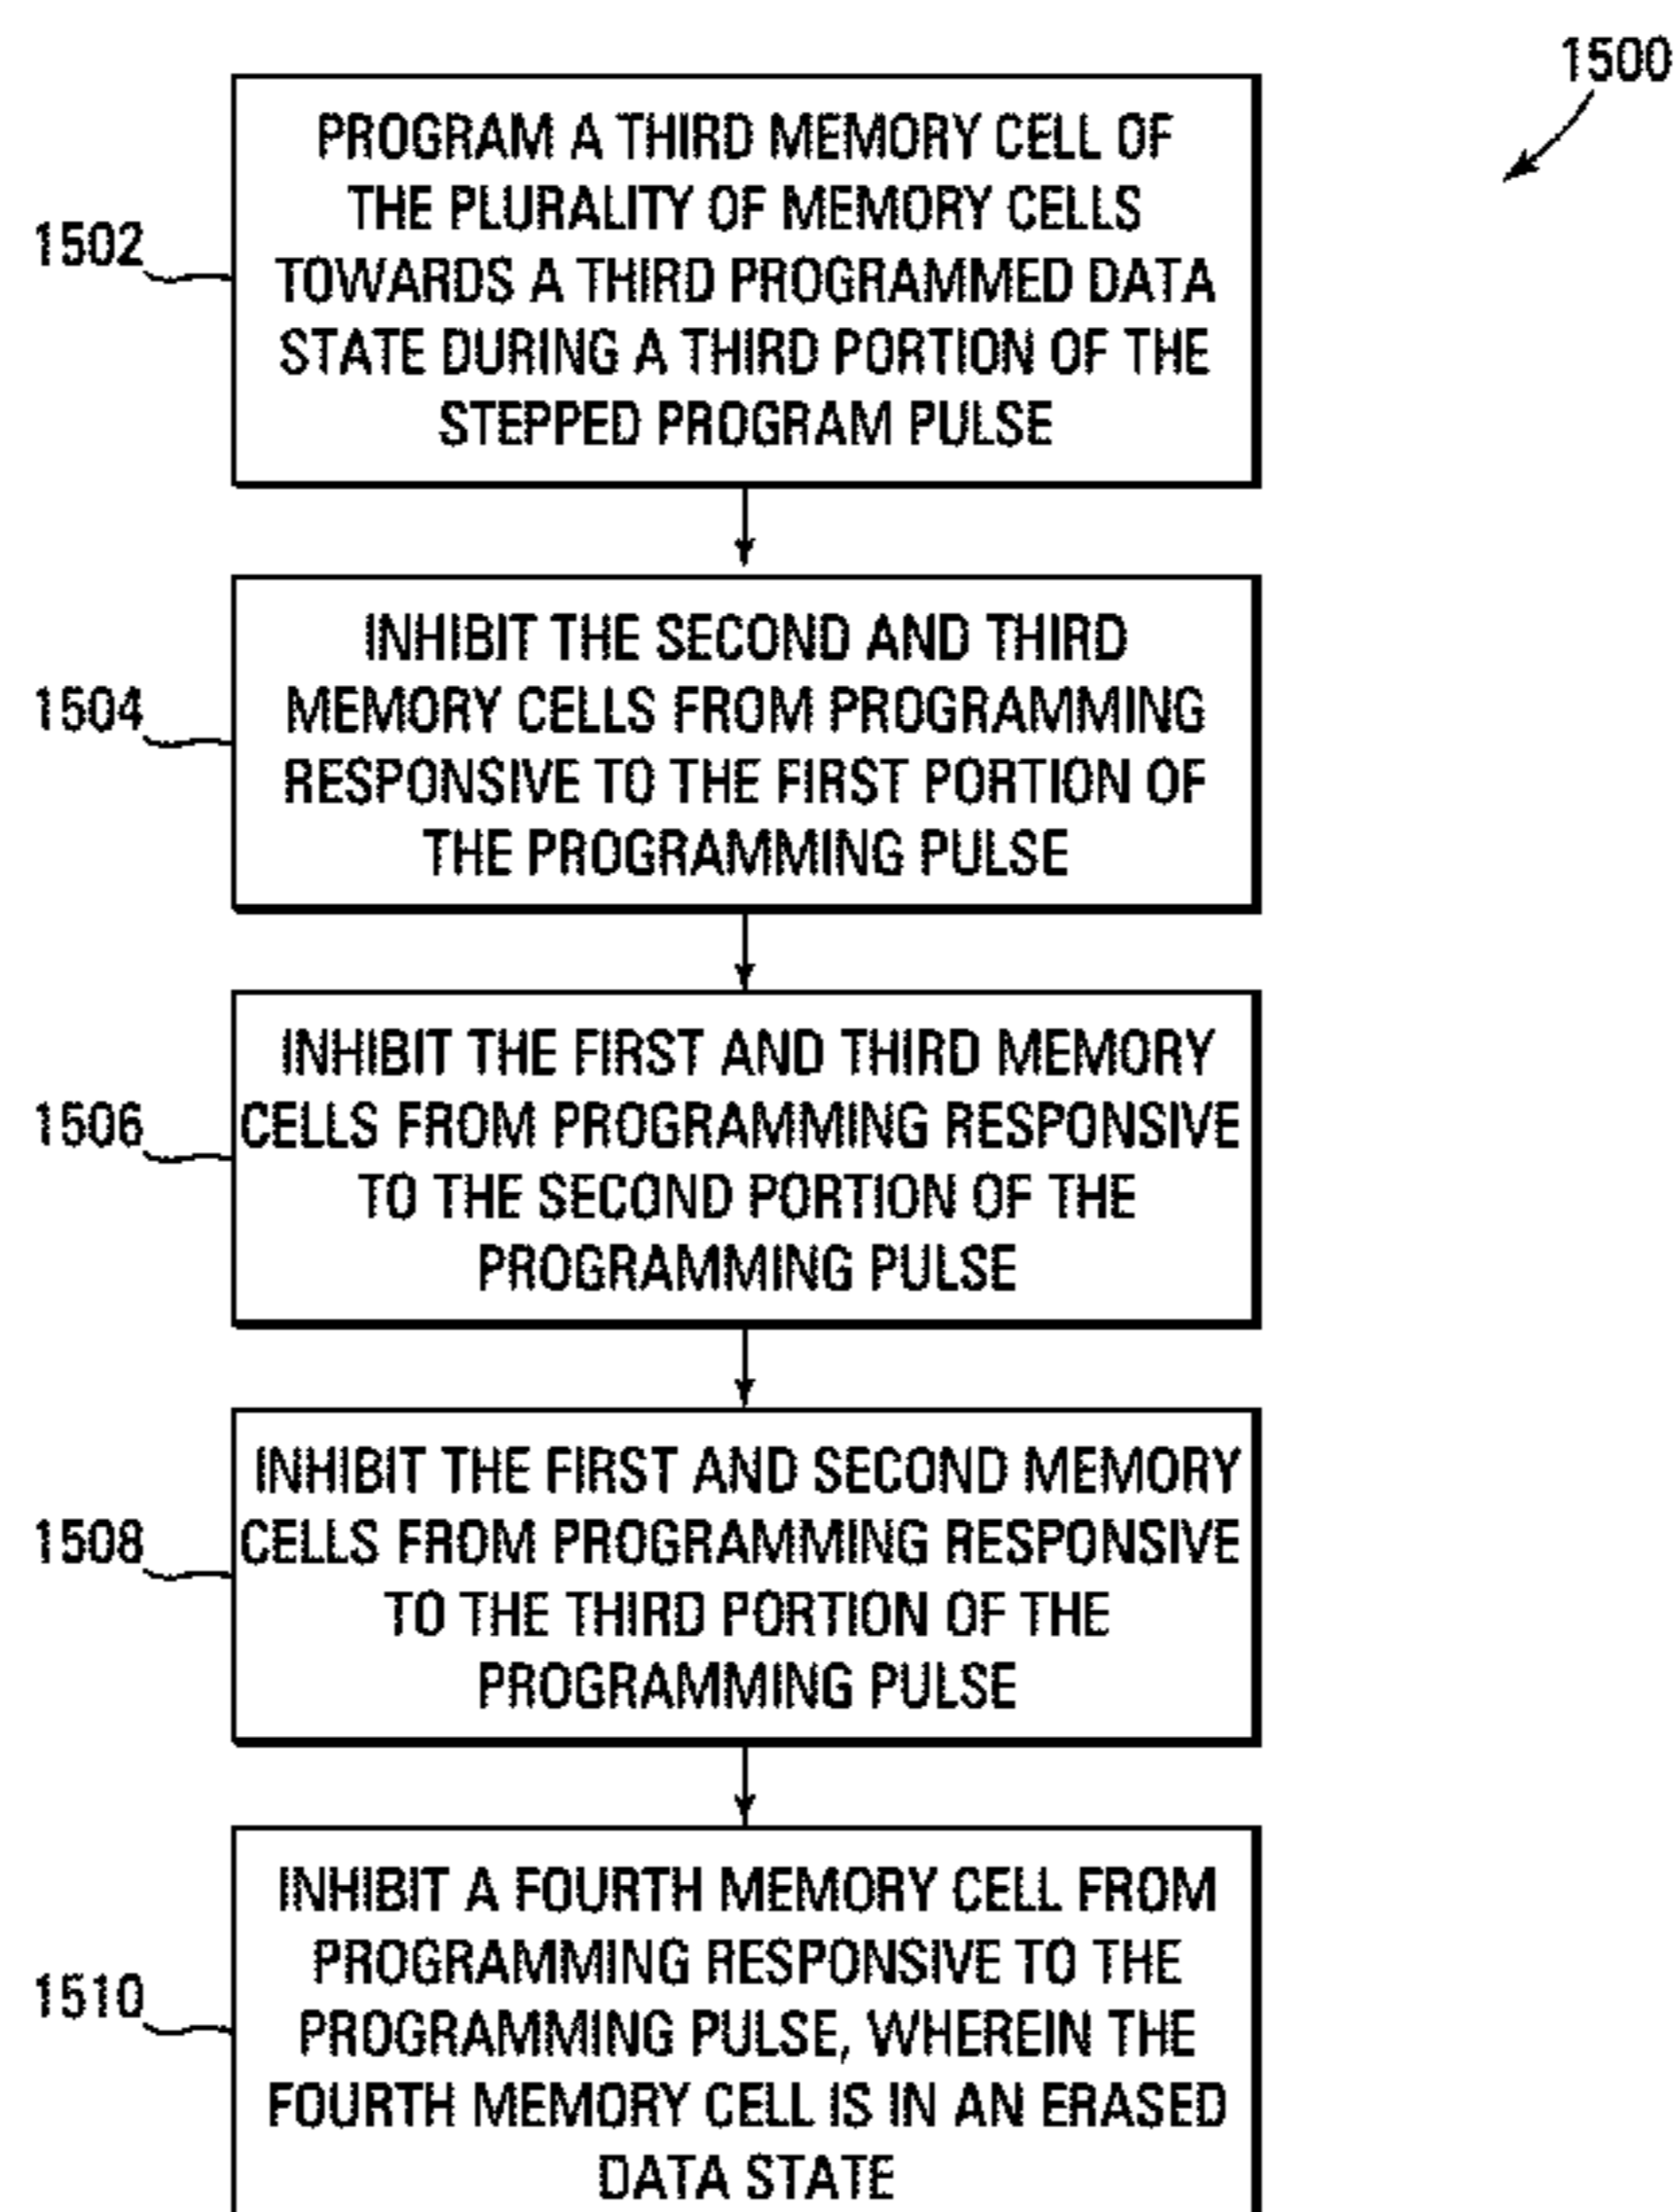 1500
PROGRAM A THIRD MEMORY CELL OF
THE PLURALITY OF MEMORY CELLS
TOWARDS A THIRD PROGRAMMED DATA
STATE DURING A THIRD PORTION OF THE
STEPPED PROGRAM PULSE
1502
INHIBIT THE SECOND AND THIRD
MEMORY CELLS FROM PROGRAMMING
RESPONSIVE TO THE FIRST PORTION OF
THE PROGRAMMING PULSE
1504
INHIBIT THE FIRST AND THIRD MEMORY
CELLS FROM PROGRAMMING RESPONSIVE
TO THE SECOND PORTION OF THE
PROGRAMMING PULSE
1506
INHIBIT THE FIRST AND SECOND MEMORY
CELLS FROM PROGRAMMING RESPONSIVE
TO THE THIRD PORTION OF THE
PROGRAMMING PULSE
1508
INHIBIT A FOURTH MEMORY CELL FROM
PROGRAMMING RESPONSIVE TO THE
PROGRAMMING PULSE, WHEREIN THE
FOURTH MEMORY CELL IS IN AN ERASED
DATA STATE
1510